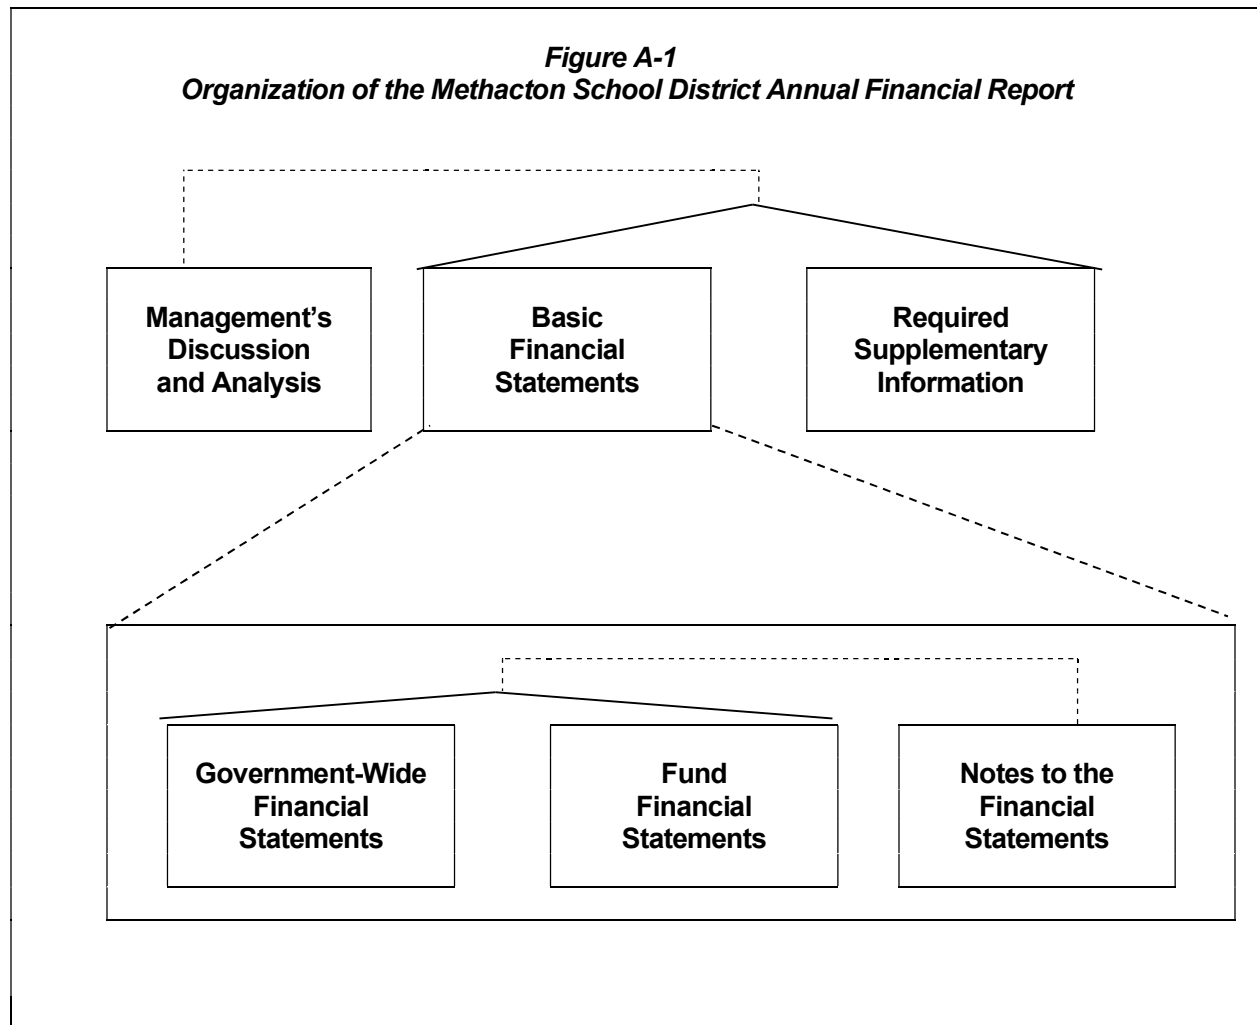 Figure A-1
Organization of the Methacton School District Annual Financial Report
Management’s
Discussion
and Analysis
Basic
Financial
Statements
Required
Supplementary
Information
Government-Wide
Financial
Statements
Fund
Financial
Statements
Notes to the
Financial
Statements